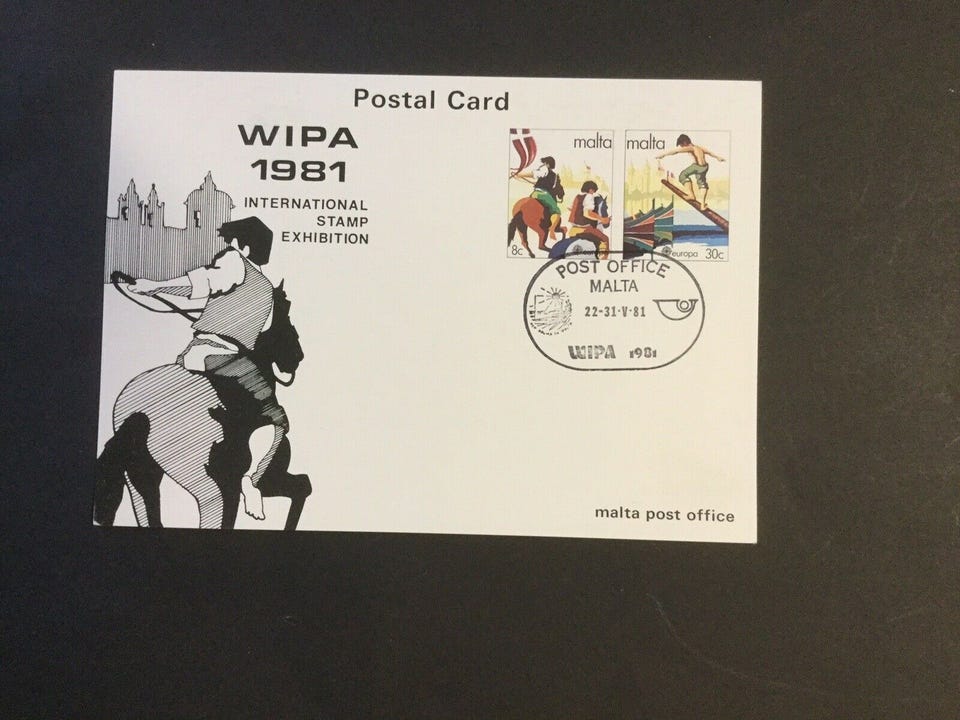 Postal Card
WIPA
1981
INTERNATIONAL
STAMP
EXHIBITION
malta
8c
malta
europa 30c
POST OFFICE
MALTA
22-31·V·81
WIPA 1981
malta post office